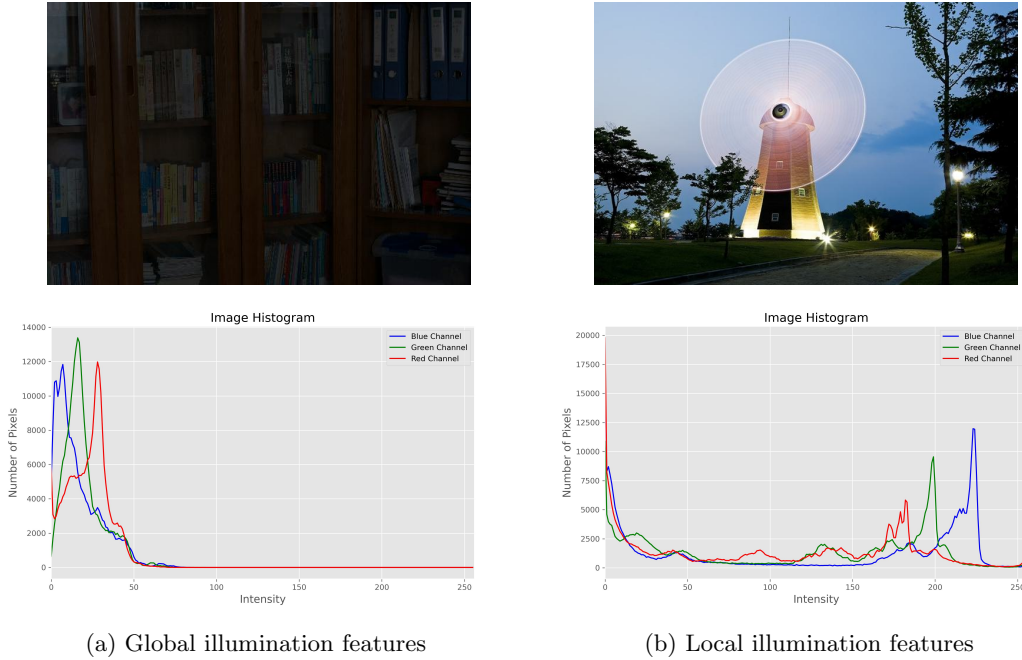 Image Histogram
14000
12000
10000
8000
6000
4000
2000
0
Number of Pixels
Blue Channel
Green Channel
Red Channel
0 50 100 150 200 250
Intensity
(a) Global illumination features
Image Histogram
20000
17500
15000
12500
10000
7500
5000
2500
0
Number of Pixels
Blue Channel
Green Channel
Red Channel
0 50 100 150 200 250
Intensity
(b) Local illumination features